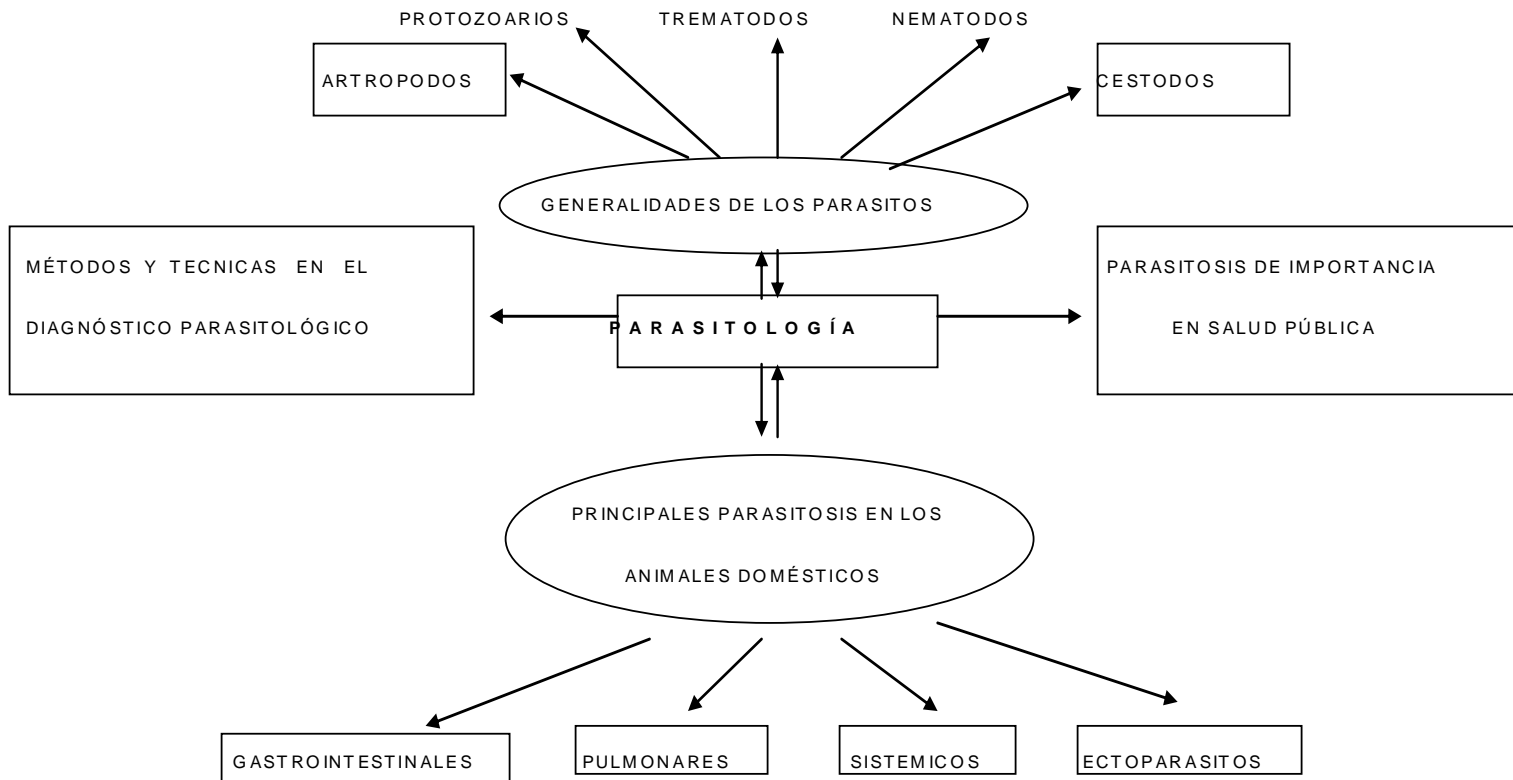 PROTOZOARIOS TREMATODOS NEMATODOS
ARTROPODOS CESTODOS
GENERALIDADES DE LOS PARASITOS
MÉTODOS Y TECNICAS EN EL
DIAGNÓSTICO PARASITOLÓGICO
PARASITOLOGÍA
PARASITOSIS DE IMPORTANCIA
EN SALUD PÚBLICA
PRINCIPALES PARASITOSIS EN LOS
ANIMALES DOMÉSTICOS
GASTROINTESTINALES PULMONARES SISTEMICOS ECTOPARASITOS